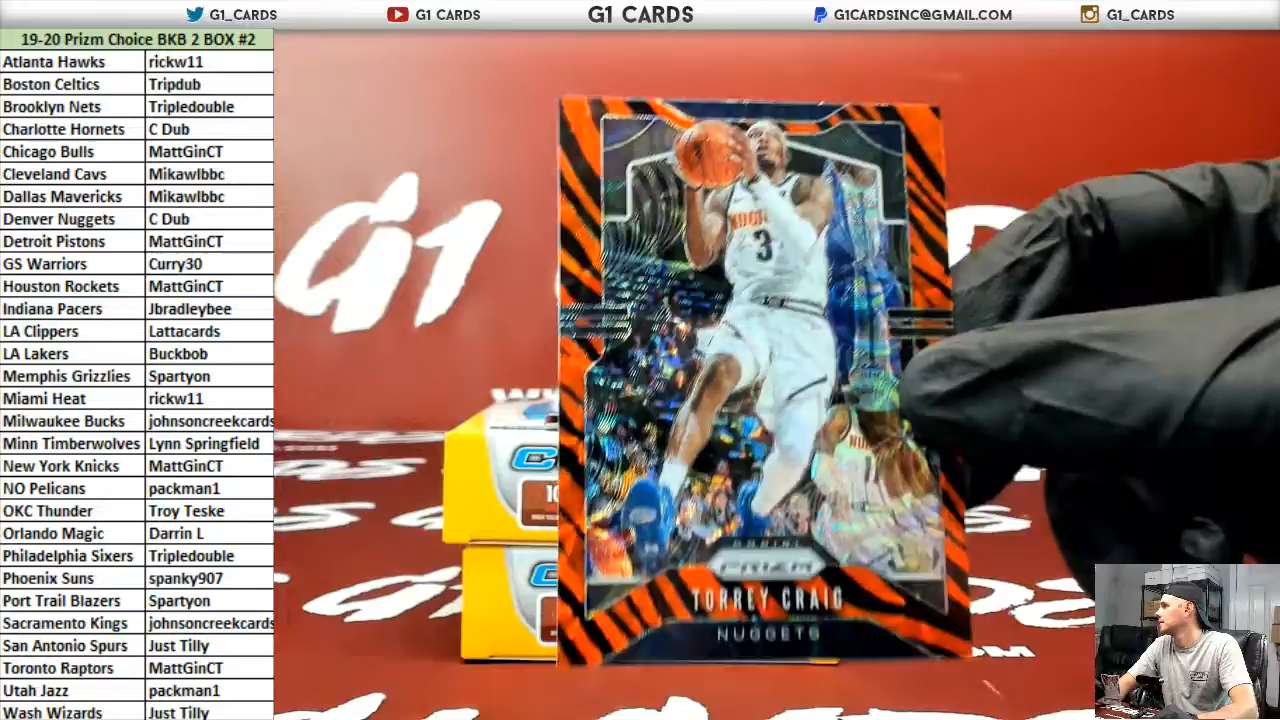 G1_CARDS
G1 CARDS
G1 CARDS
G1CARDSINC@GMAIL.COM
G1_CARDS
19-20 Prizm Choice BKB 2 BOX #2
Atlanta Hawks rickw11
Boston Celtics Tripdub
Brooklyn Nets Tripledouble
Charlotte Hornets C Dub
Chicago Bulls MattGinCT
Cleveland Cavs Mikawlbbc
Dallas Mavericks Mikawlbbc
Denver Nuggets C Dub
Detroit Pistons MattGinCT
GS Warriors Curry30
Houston Rockets MattGinCT
Indiana Pacers Jbradleybee
LA Clippers Lattacards
LA Lakers Buckbob
Memphis Grizzlies Spartyon
Miami Heat rickw11
Milwaukee Bucks johnsoncreekcards
Minn Timberwolves Lynn Springfield
New York Knicks MattGinCT
NO Pelicans packman1
OKC Thunder Troy Teske
Orlando Magic Darrin L
Philadelphia Sixers Tripledouble
Phoenix Suns spanky907
Port Trail Blazers Spartyon
Sacramento Kings johnsoncreekcards
San Antonio Spurs Just Tilly
Toronto Raptors MattGinCT
Utah Jazz packman1
Wash Wizards Just Tilly
G1
3
PANINI
PRIZM
TORREY CRAIG
NUGGETS